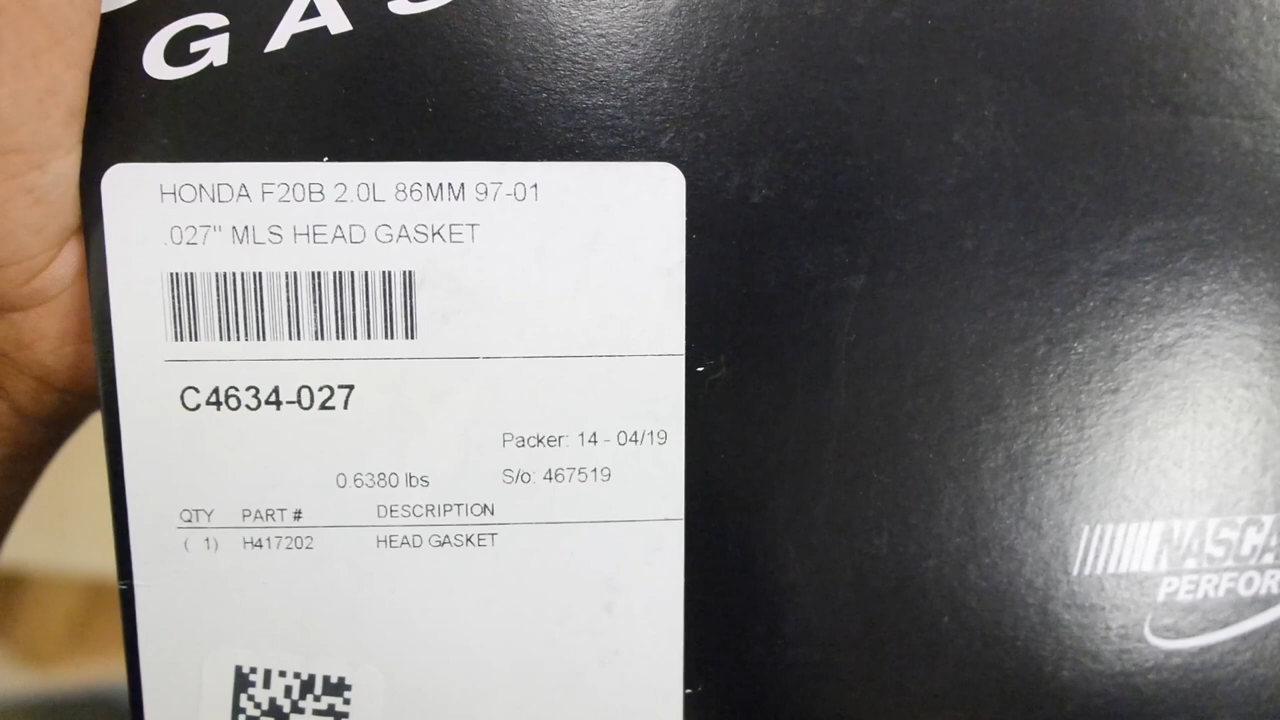 GAS
HONDA F20B 2.0L 86MM 97-01
.027" MLS HEAD GASKET
C4634-027
Packer: 14 - 04/19
0.6380 lbs
S/o: 467519
QTY PART # DESCRIPTION
( 1) H417202 HEAD GASKET
NASCA
PERFOR